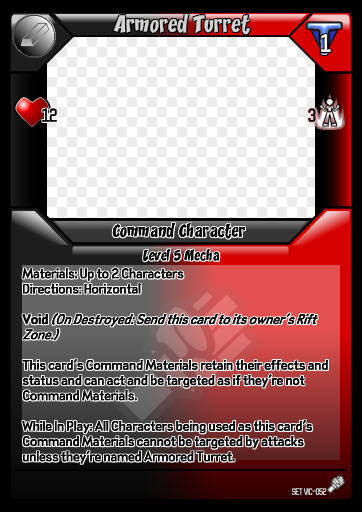 Armored Turret
1
12
3
Command Character
Level 5 Mecha
Materials: Up to 2 Characters
Directions: Horizontal
Void (On Destroyed: Send this card to its owner's Rift
Zone.)
This card's Command Materials retain their effects and
status and can act and be targeted as if they're not
Command Materials.
While In Play: All Characters being used as this card's
Command Materials cannot be targeted by attacks
unless they're named Armored Turret.
SET VIC-052